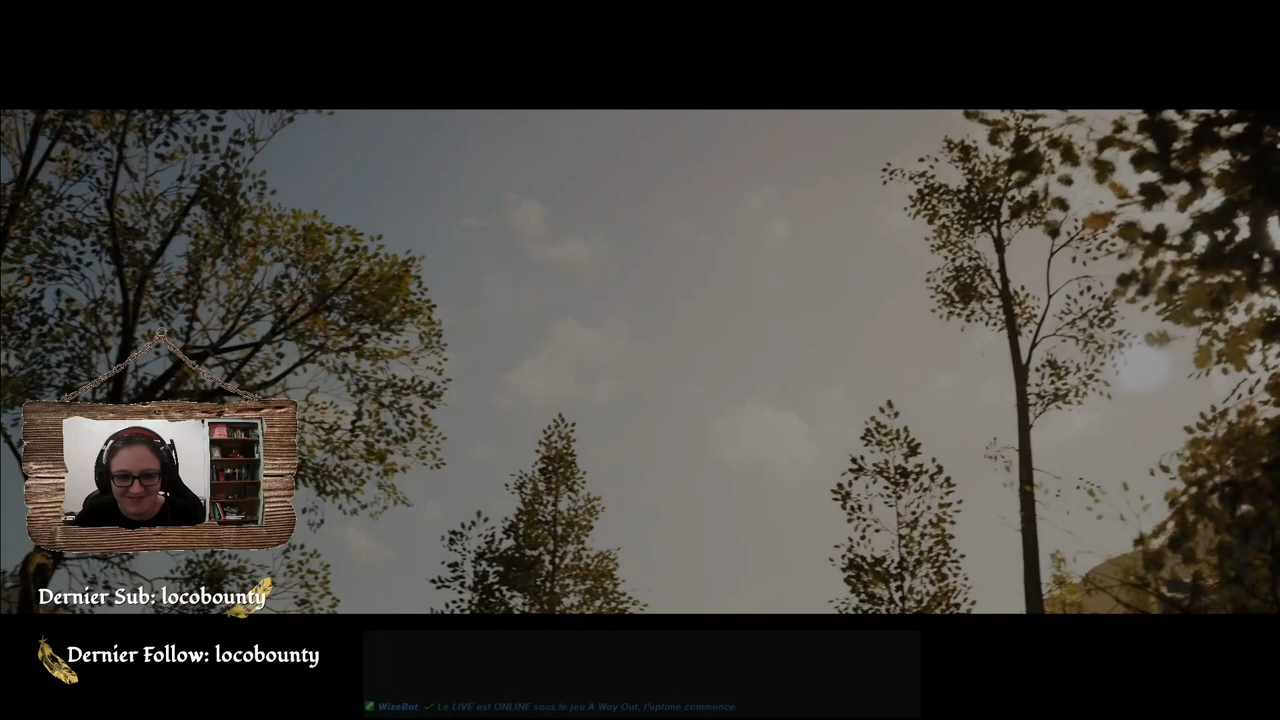 Dernier Sub: locobounty
Dernier Follow: locobounty
WizeBot ✓ Le LIVE est ONLINE sous le jeu A Way Out, l'uptime commence.